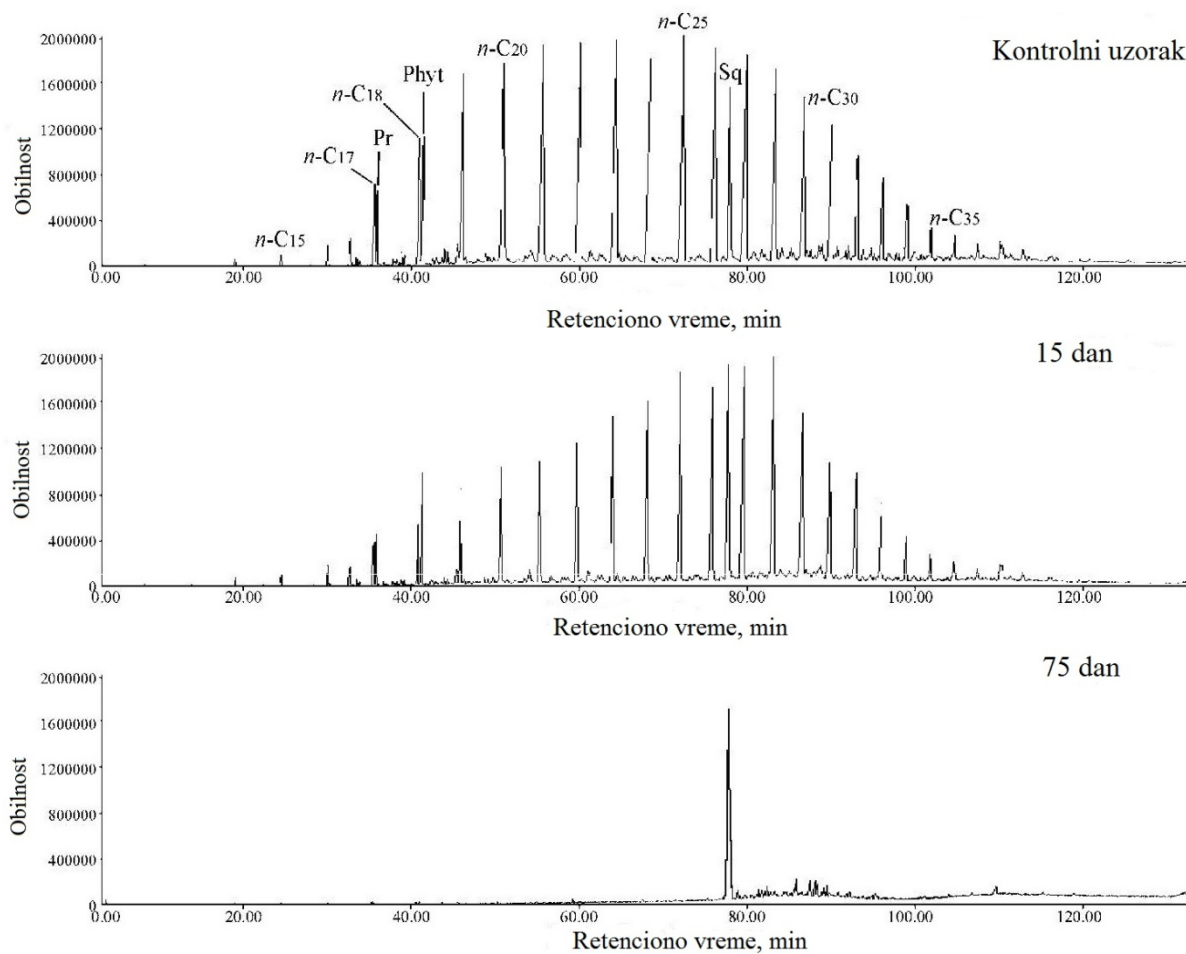 n-C25
2000000
Kontrolni uzorak
n-C20
Phyt
Sq
1600000
n-C18
n-C30
Pr
1200000
n-C17
800000
400000
n-C15
n-C35
0
0.00 20.00 40.00 60.00 80.00 100.00 120.00
Obilnost
Retenciono vreme, min
15 dan
2000000
1600000
1200000
800000
400000
0
0.00 20.00 40.00 60.00 80.00 100.00 120.00
Obilnost
Retenciono vreme, min
75 dan
2000000
1600000
1200000
800000
400000
0
0.00 20.00 40.00 60.00 80.00 100.00 120.00
Obilnost
Retenciono vreme, min